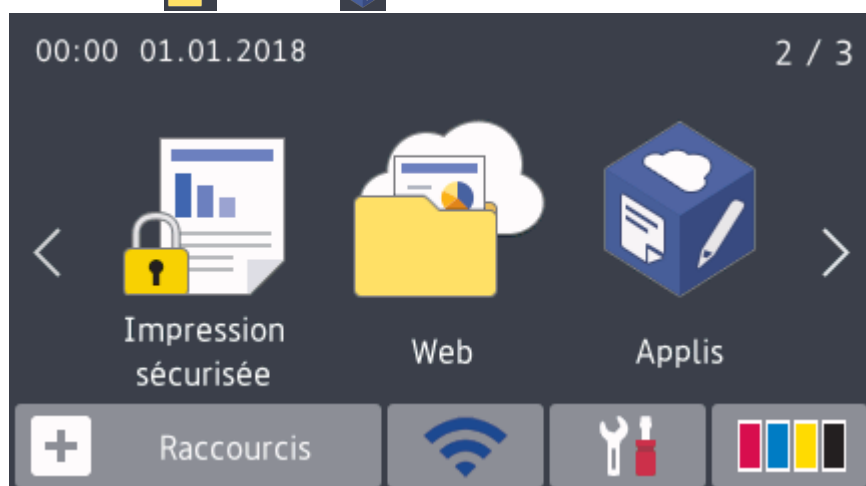 00:00 01.01.2018
2 / 3
Impression
sécurisée
Web
Applis
Raccourcis